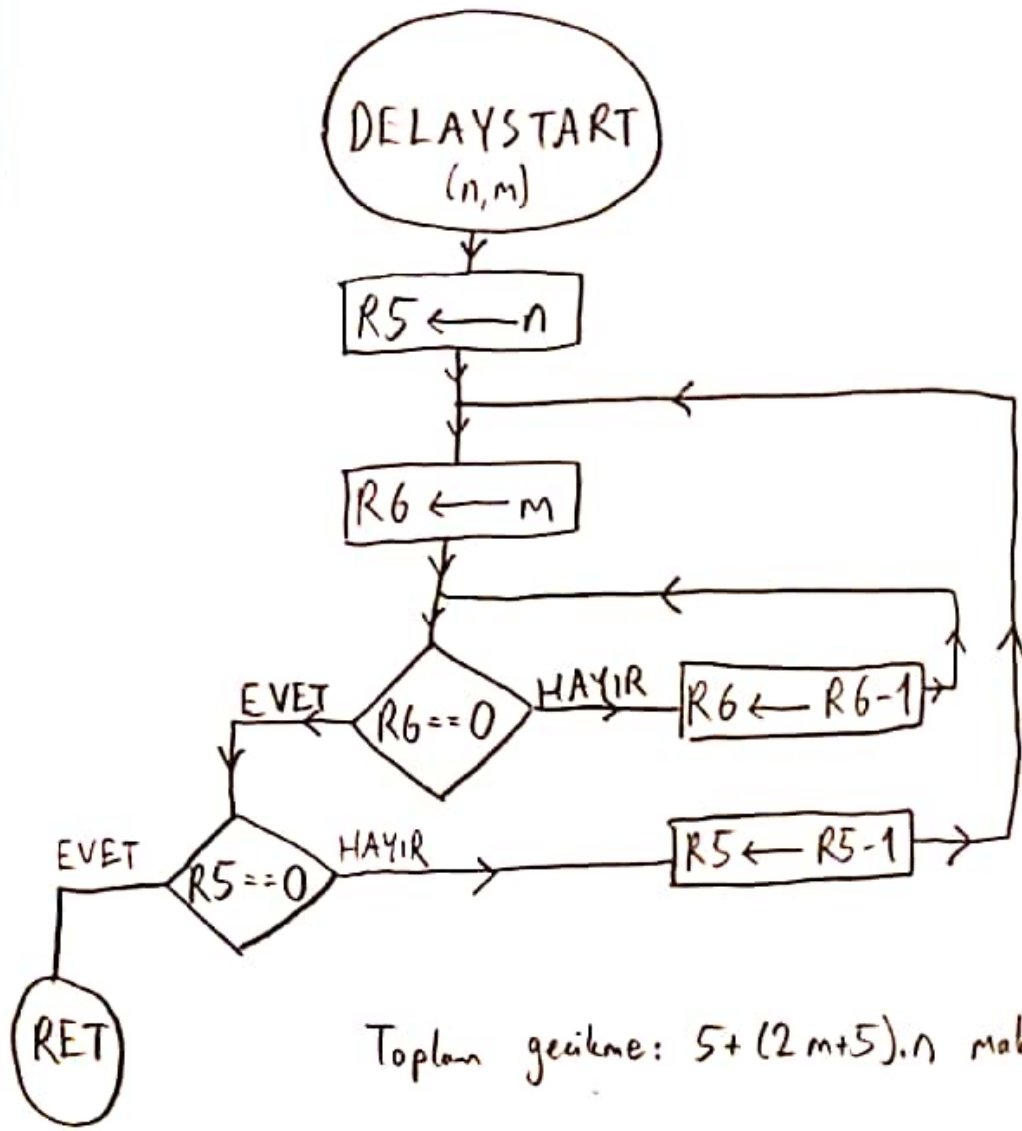 DELAYSTART
(n,m)
R5 ← n
R6 ← m
EVET
R6==0
HAYIR
R6 ← R6-1
EVET
R5==0
HAYIR
R5 ← R5-1
RET
Toplam gecikme: 5+(2m+5).n